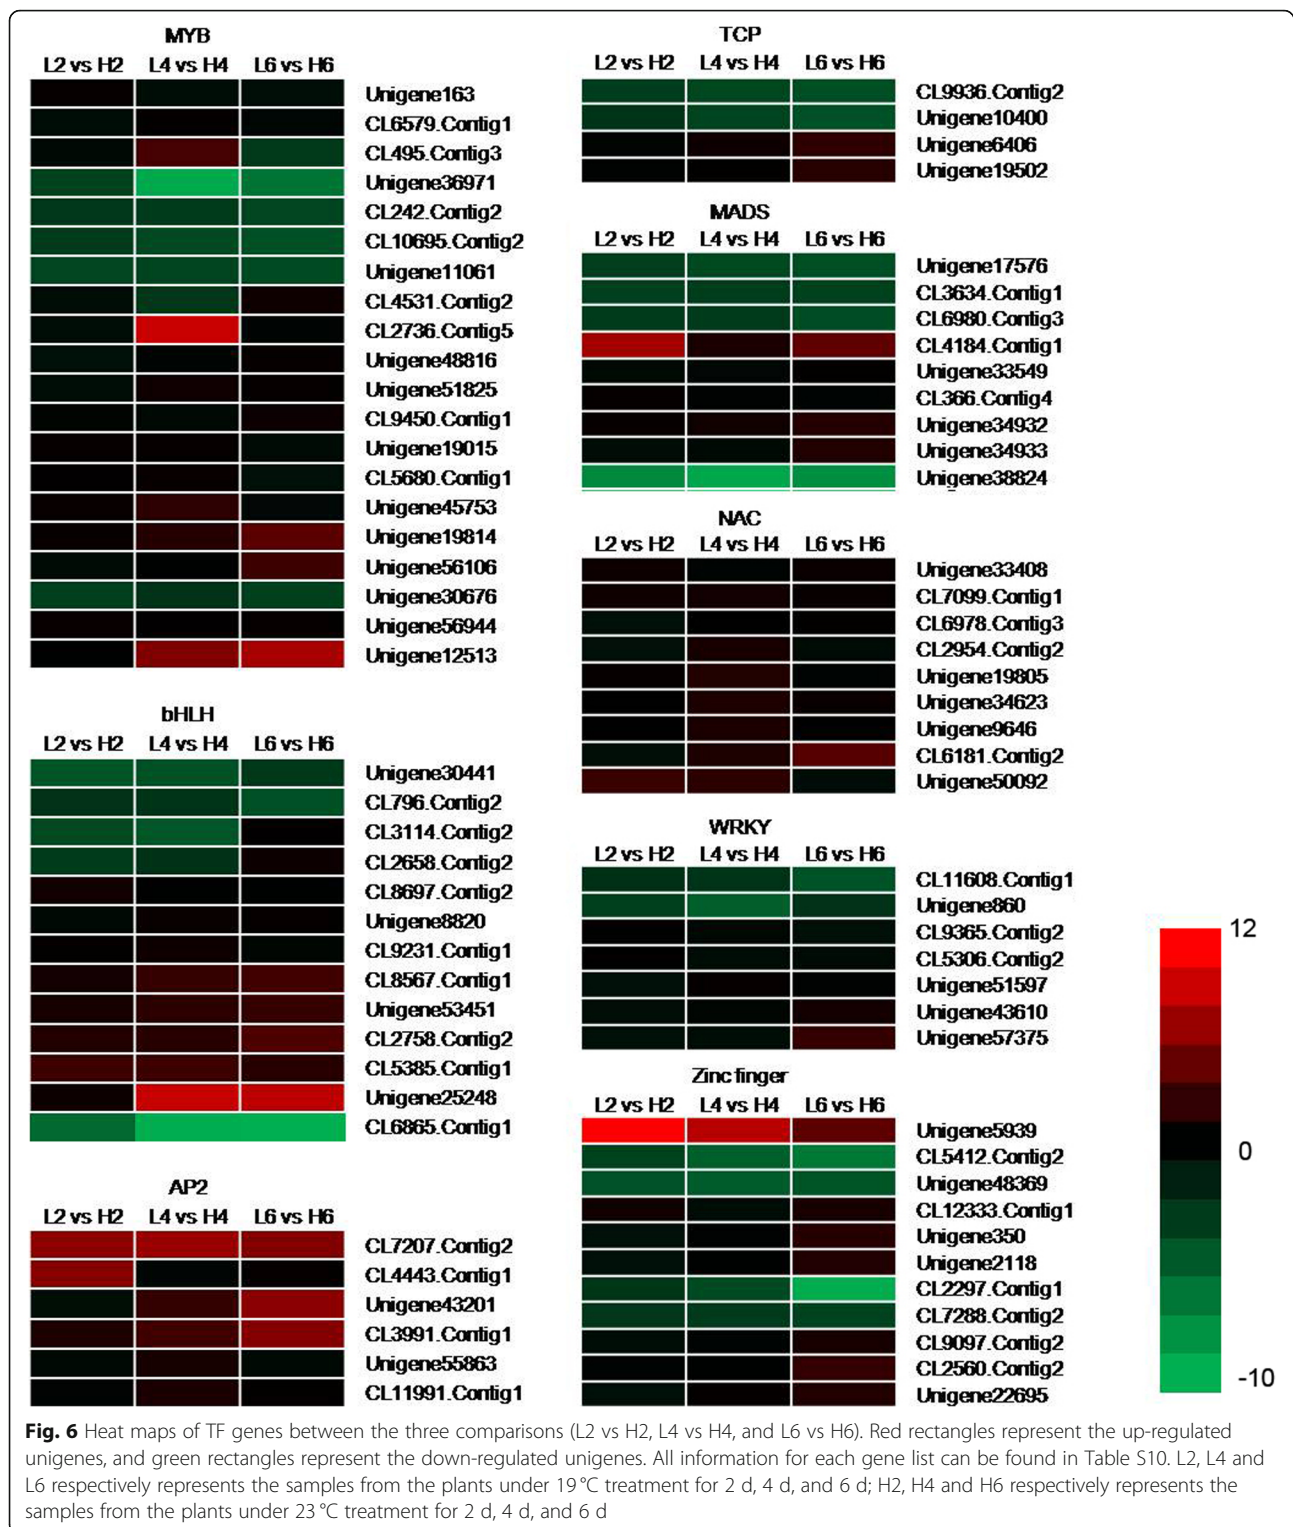 MYB
L2 vs H2 L4 vs H4 L6 vs H6
Unigene163
CL6579.Contig1
CL495.Contig3
Unigene36971
CL242.Contig2
CL10695.Contig2
Unigene11061
CL4531.Contig2
CL2736.Contig5
Unigene48816
Unigene51825
CL9450.Contig1
Unigene19015
CL5680.Contig1
Unigene45753
Unigene19814
Unigene56106
Unigene30676
Unigene56944
Unigene12513
bHLH
L2 vs H2 L4 vs H4 L6 vs H6
Unigene30441
CL796.Contig2
CL3114.Contig2
CL2658.Contig2
CL8697.Contig2
Unigene8820
CL9231.Contig1
CL8567.Contig1
Unigene53451
CL2758.Contig2
CL5385.Contig1
Unigene25248
CL6865.Contig1
AP2
L2 vs H2 L4 vs H4 L6 vs H6
CL7207.Contig2
CL4443.Contig1
Unigene43201
CL3991.Contig1
Unigene55863
CL11991.Contig1
TCP
L2 vs H2 L4 vs H4 L6 vs H6
CL9936.Contig2
Unigene10400
Unigene6406
Unigene19502
MADS
L2 vs H2 L4 vs H4 L6 vs H6
Unigene17576
CL3634.Contig1
CL6980.Contig3
CL4184.Contig1
Unigene33549
CL366.Contig4
Unigene34932
Unigene34933
Unigene38824
NAC
L2 vs H2 L4 vs H4 L6 vs H6
Unigene33408
CL7099.Contig1
CL6978.Contig3
CL2954.Contig2
Unigene19805
Unigene34623
Unigene9646
CL6181.Contig2
Unigene50092
WRKY
L2 vs H2 L4 vs H4 L6 vs H6
CL11608.Contig1
Unigene860
CL9365.Contig2
CL5306.Contig2
Unigene51597
Unigene43610
Unigene57375
Zinc finger
L2 vs H2 L4 vs H4 L6 vs H6
Unigene5939
CL5412.Contig2
Unigene48369
CL12333.Contig1
Unigene350
Unigene2118
CL2297.Contig1
CL7288.Contig2
CL9097.Contig2
CL2560.Contig2
Unigene22695
12
0
-10
Fig. 6 Heat maps of TF genes between the three comparisons (L2 vs H2, L4 vs H4, and L6 vs H6). Red rectangles represent the up-regulated
unigenes, and green rectangles represent the down-regulated unigenes. All information for each gene list can be found in Table S10. L2, L4 and
L6 respectively represents the samples from the plants under 19 °C treatment for 2 d, 4 d, and 6 d; H2, H4 and H6 respectively represents the
samples from the plants under 23 °C treatment for 2 d, 4 d, and 6 d